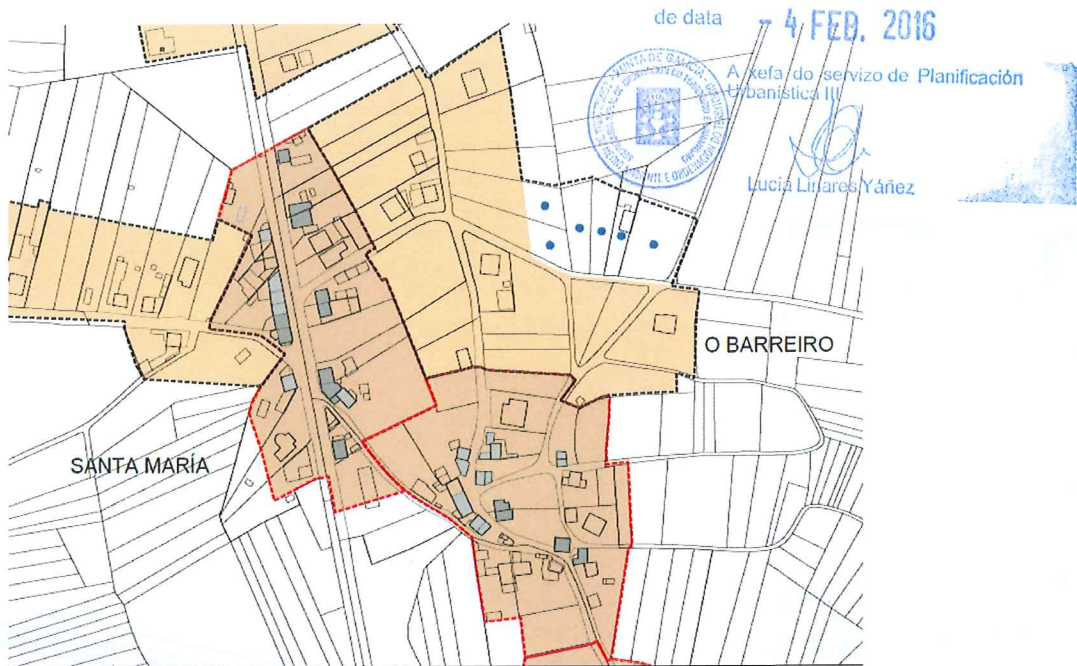 de data
- 4 FEB. 2016
A xefa do servizo de Planificación
Urbanística III
Lucía Linares Yáñez
O BARREIRO
SANTA MARÍA